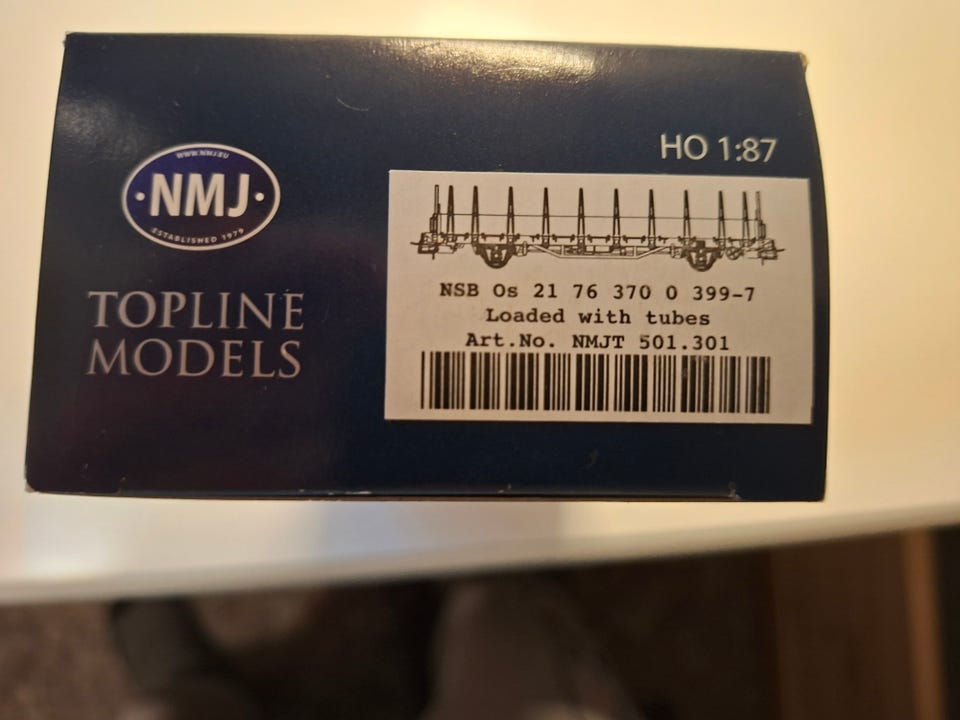 WWW.NMJ.EU
·NMJ·
ESTABLISHED 1979
TOPLINE
MODELS
HO 1:87
NSB Os 21 76 370 0 399-7
Loaded with tubes
Art.No. NMJT 501.301